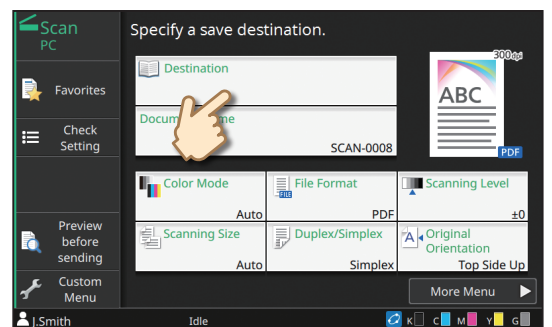 Scan
PC
Specify a save destination.
Favorites
Check
Setting
Preview
before
sending
Custom
Menu
Destination
SCAN-0008
300dpi
ABC
PDF
Color Mode
Auto
File Format
FILE
PDF
Scanning Level
±0
Scanning Size
Auto
Duplex/Simplex
Simplex
A
Original
Orientation
Top Side Up
More Menu
J.Smith
Idle
K
C
M
Y
G